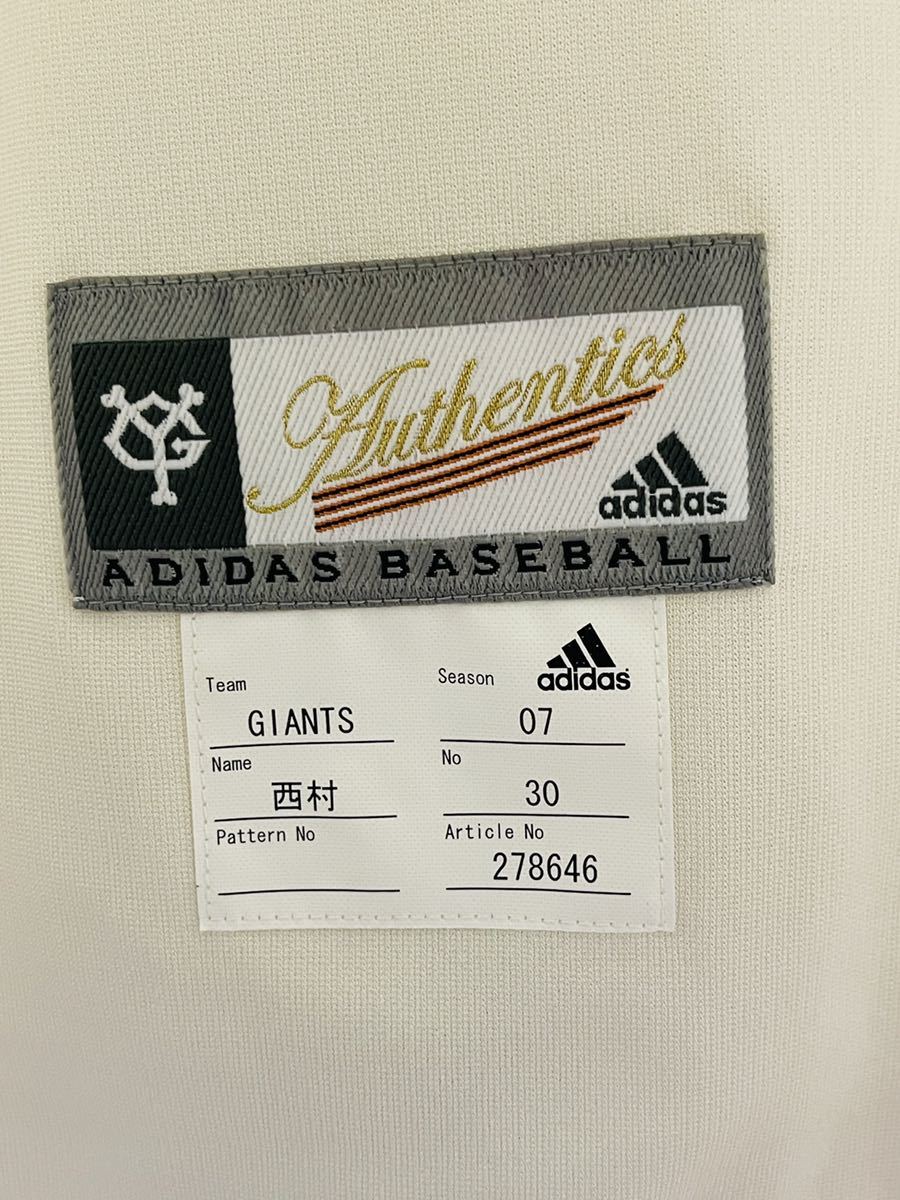 Authentics
adidas
ADIDAS BASEBALL
adidas
Team Season
GIANTS 07
Name No
西村 30
Pattern No Article No
278646